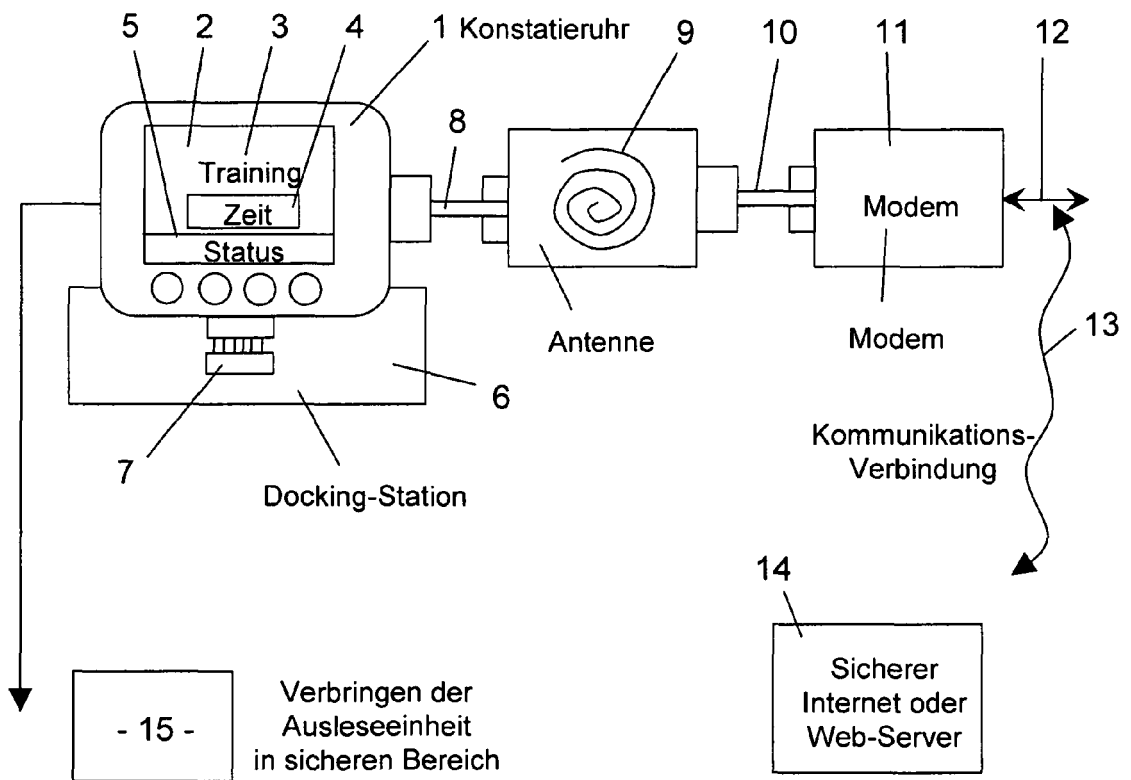 5 2 3 4 1 Konstatieruhr 9 10 11 12
8
Training
Zeit
Status
Modem
Antenne
Modem
13
6
7
Docking-Station
Kommunikations-
Verbindung
14
- 15 -
Verbringen der
Ausleseeinheit
in sicheren Bereich
Sicherer
Internet oder
Web-Server